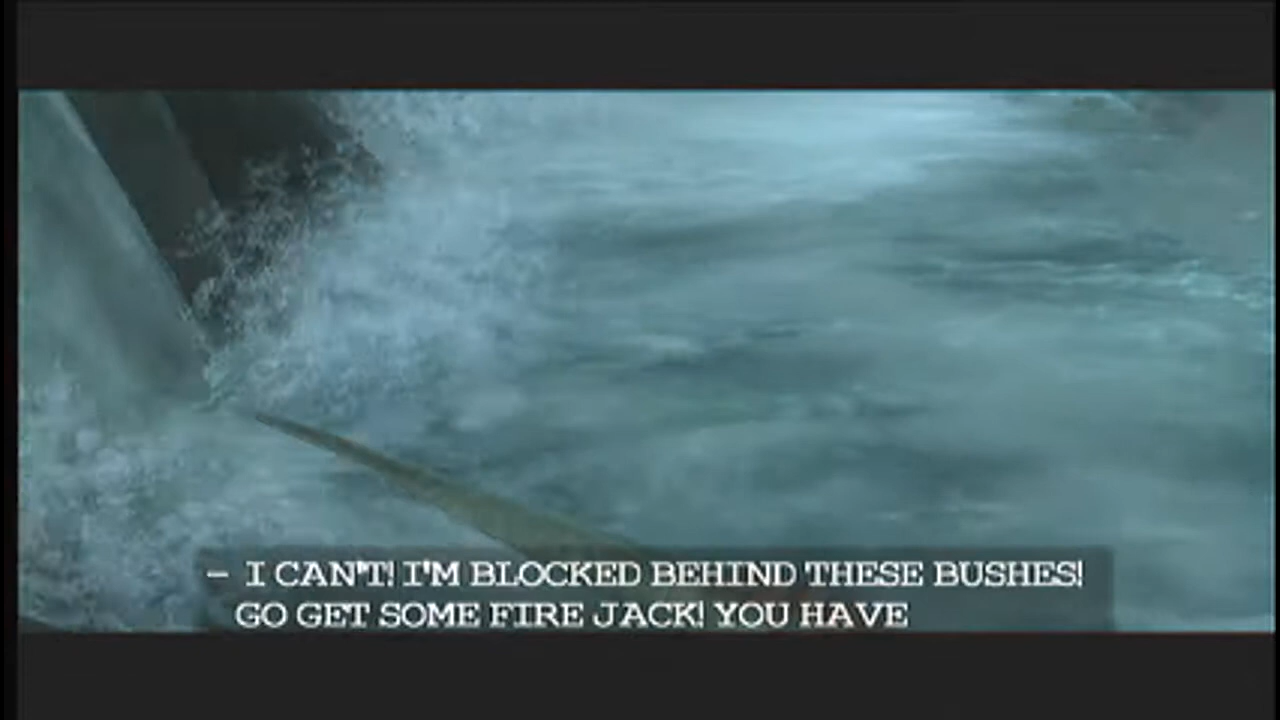 – I CAN'T! I'M BLOCKED BEHIND THESE BUSHES!
GO GET SOME FIRE JACK! YOU HAVE